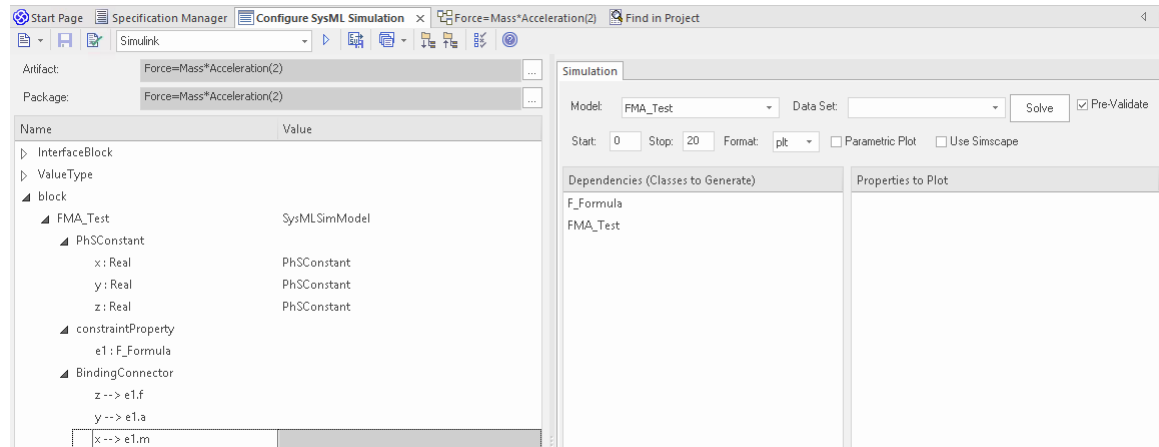 Start Page Specification Manager Configure SysML Simulation × Force=Mass*Acceleration(2) Find in Project
Simulink
Artifact: Force=Mass*Acceleration(2) ...
Package: Force=Mass*Acceleration(2) ...
Name Value
InterfaceBlock
ValueType
block
FMA_Test SysMLSimModel
PhSConstant
x : Real PhSConstant
y : Real PhSConstant
z : Real PhSConstant
constraintProperty
e1 : F_Formula
BindingConnector
z --> e1.f
y --> e1.a
x --> e1.m
Simulation
Model: FMA_Test Data Set: Solve Pre-Validate
Start: 0 Stop: 20 Format: plt Parametric Plot Use Simscape
Dependencies (Classes to Generate) Properties to Plot
F_Formula
FMA_Test